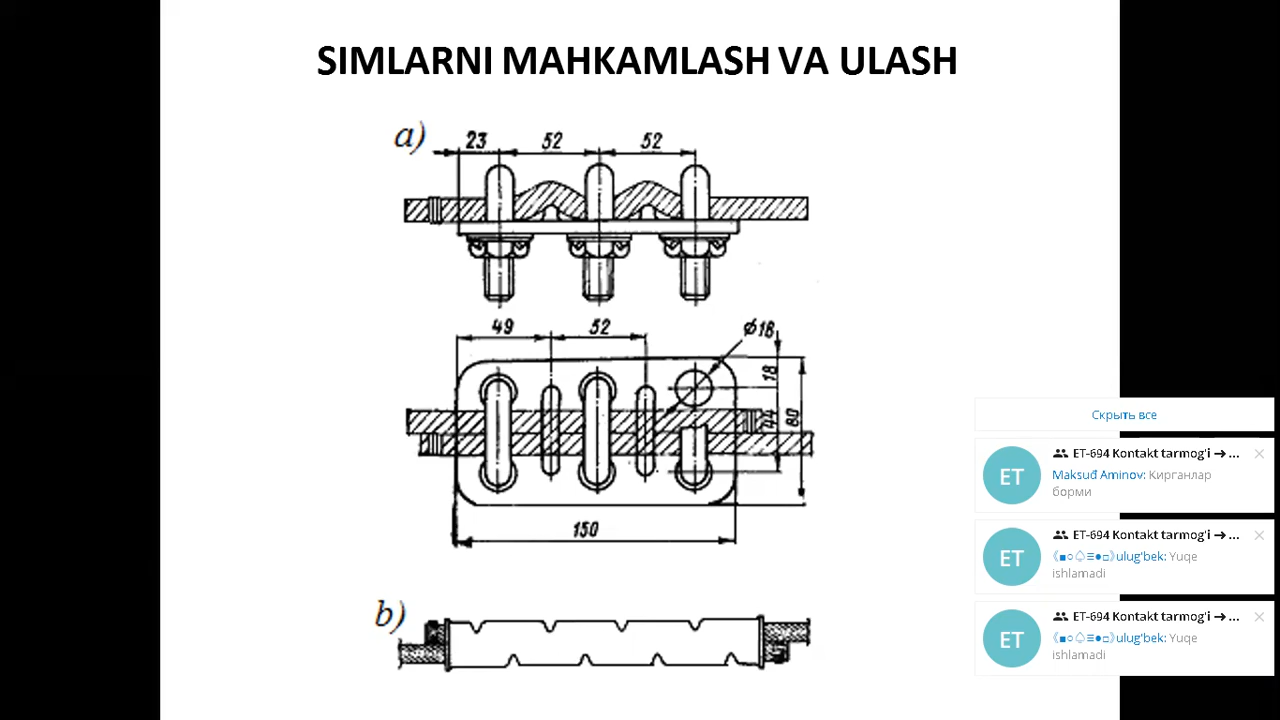 SIMLARNI MAHKAMLASH VA ULASH
a)
23 52 52
49 52 Ø18
18
44
80
150
b)
Скрыть все
ET
ET-694 Kontakt tarmog'i → ...
Maksud Aminov: Кирганлар
борми
ET
ET-694 Kontakt tarmog'i → ...
《■○♤≡●□》ulug'bek: Yuqe
ishlamadi
ET
ET-694 Kontakt tarmog'i → ...
《■○♤≡●□》ulug'bek: Yuqe
ishlamadi